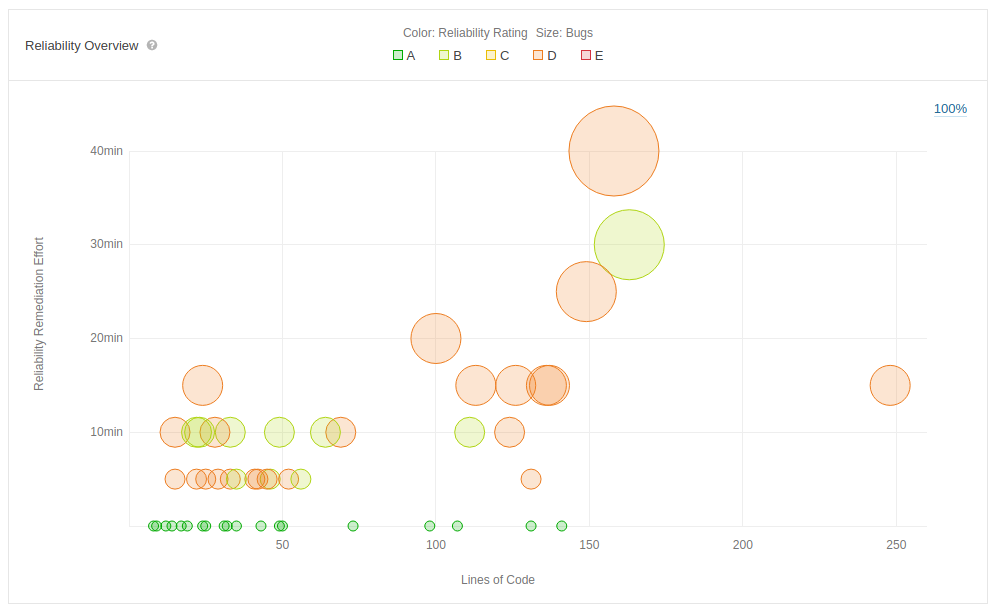 Reliability Overview ?
Color: Reliability Rating Size: Bugs
A B C D E
100%
40min
30min
20min
10min
Reliability Remediation Effort
50 100 150 200 250
Lines of Code